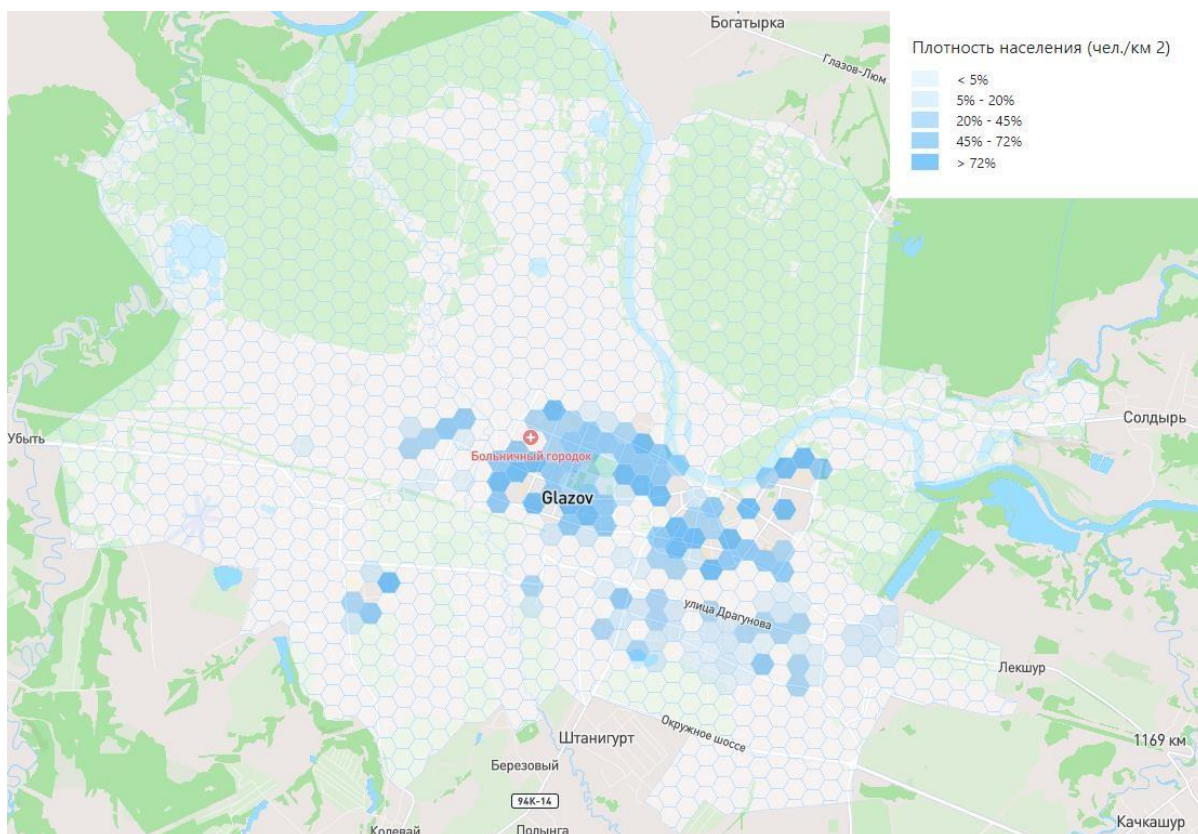 Богатырка
Глазов-Люм
Плотность населения (чел./км 2)
< 5%
5% - 20%
20% - 45%
45% - 72%
> 72%
Солдырь
Убыть
Больничный городок
Glazov
улица Драгунова
Лекшур
Окружное шоссе
Штанигурт
1169 км
Березовый
94К-14
Качкашур
Колевай
Полынга